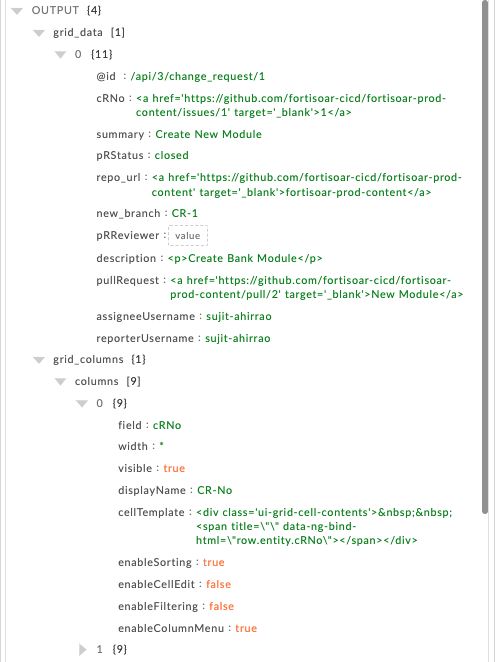 OUTPUT {4}
grid_data [1]
0 {11}
@id : /api/3/change_request/1
cRNo : <a href='https://github.com/fortisoar-cicd/fortisoar-prod-
content/issues/1' target='_blank'>1</a>
summary : Create New Module
pRStatus : closed
repo_url : <a href='https://github.com/fortisoar-cicd/fortisoar-prod-
content' target='_blank'>fortisoar-prod-content</a>
new_branch : CR-1
pRReviewer : value
description : <p>Create Bank Module</p>
pullRequest : <a href='https://github.com/fortisoar-cicd/fortisoar-
prod-content/pull/2' target='_blank'>New Module</a>
assigneeUsername : sujit-ahirrao
reporterUsername : sujit-ahirrao
grid_columns {1}
columns [9]
0 {9}
field : cRNo
width : *
visible : true
displayName : CR-No
cellTemplate : <div class='ui-grid-cell-contents'>&nbsp;&nbsp;
<span title=\"\" data-ng-bind-
html=\"row.entity.cRNo\"></span></div>
enableSorting : true
enableCellEdit : false
enableFiltering : false
enableColumnMenu : true
1 {9}